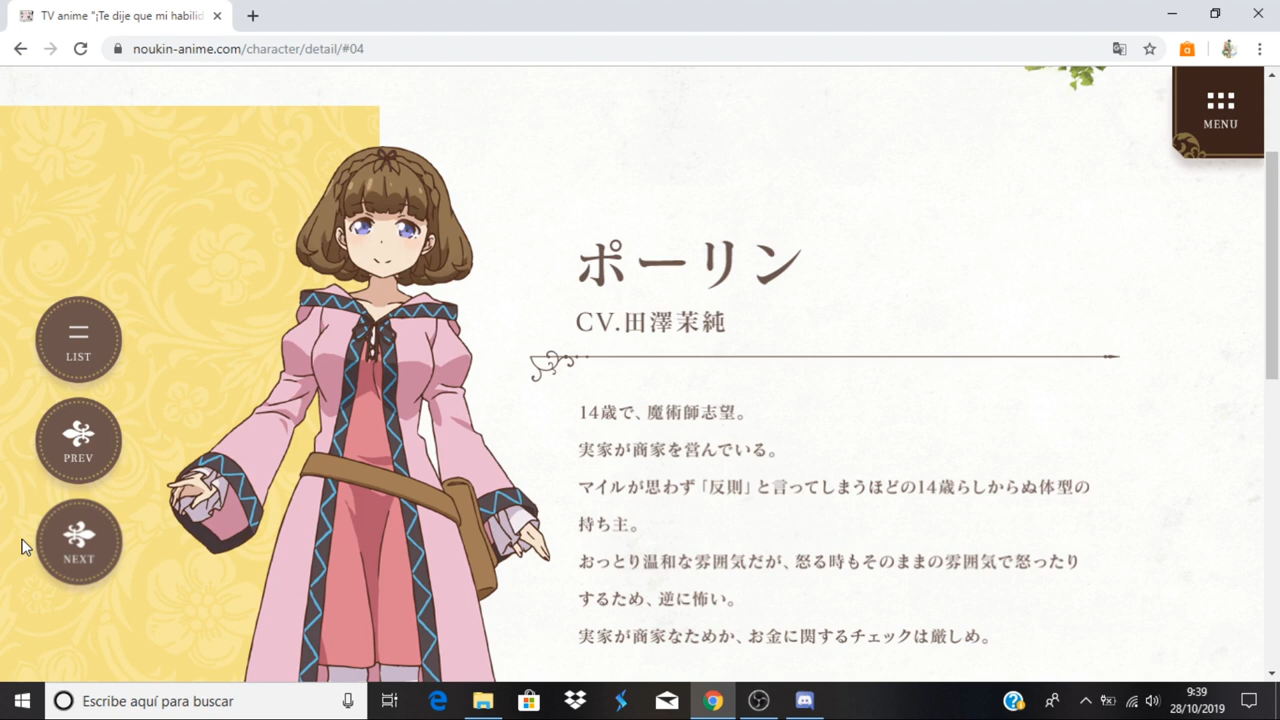 TV anime "¡Te dije que mi habilid
noukin-anime.com/character/detail/#04
MENU
ポーリン
CV.田澤茉純
LIST
PREV
NEXT
14歳で、魔術師志望。
実家が商家を営んでいる。
マイルが思わず「反則」と言ってしまうほどの14歳らしからぬ体型の
持ち主。
おっとり温和な雰囲気だが、怒る時もそのままの雰囲気で怒ったり
するため、逆に怖い。
実家が商家なためか、お金に関するチェックは厳しめ。
Escribe aquí para buscar
9:39
28/10/2019